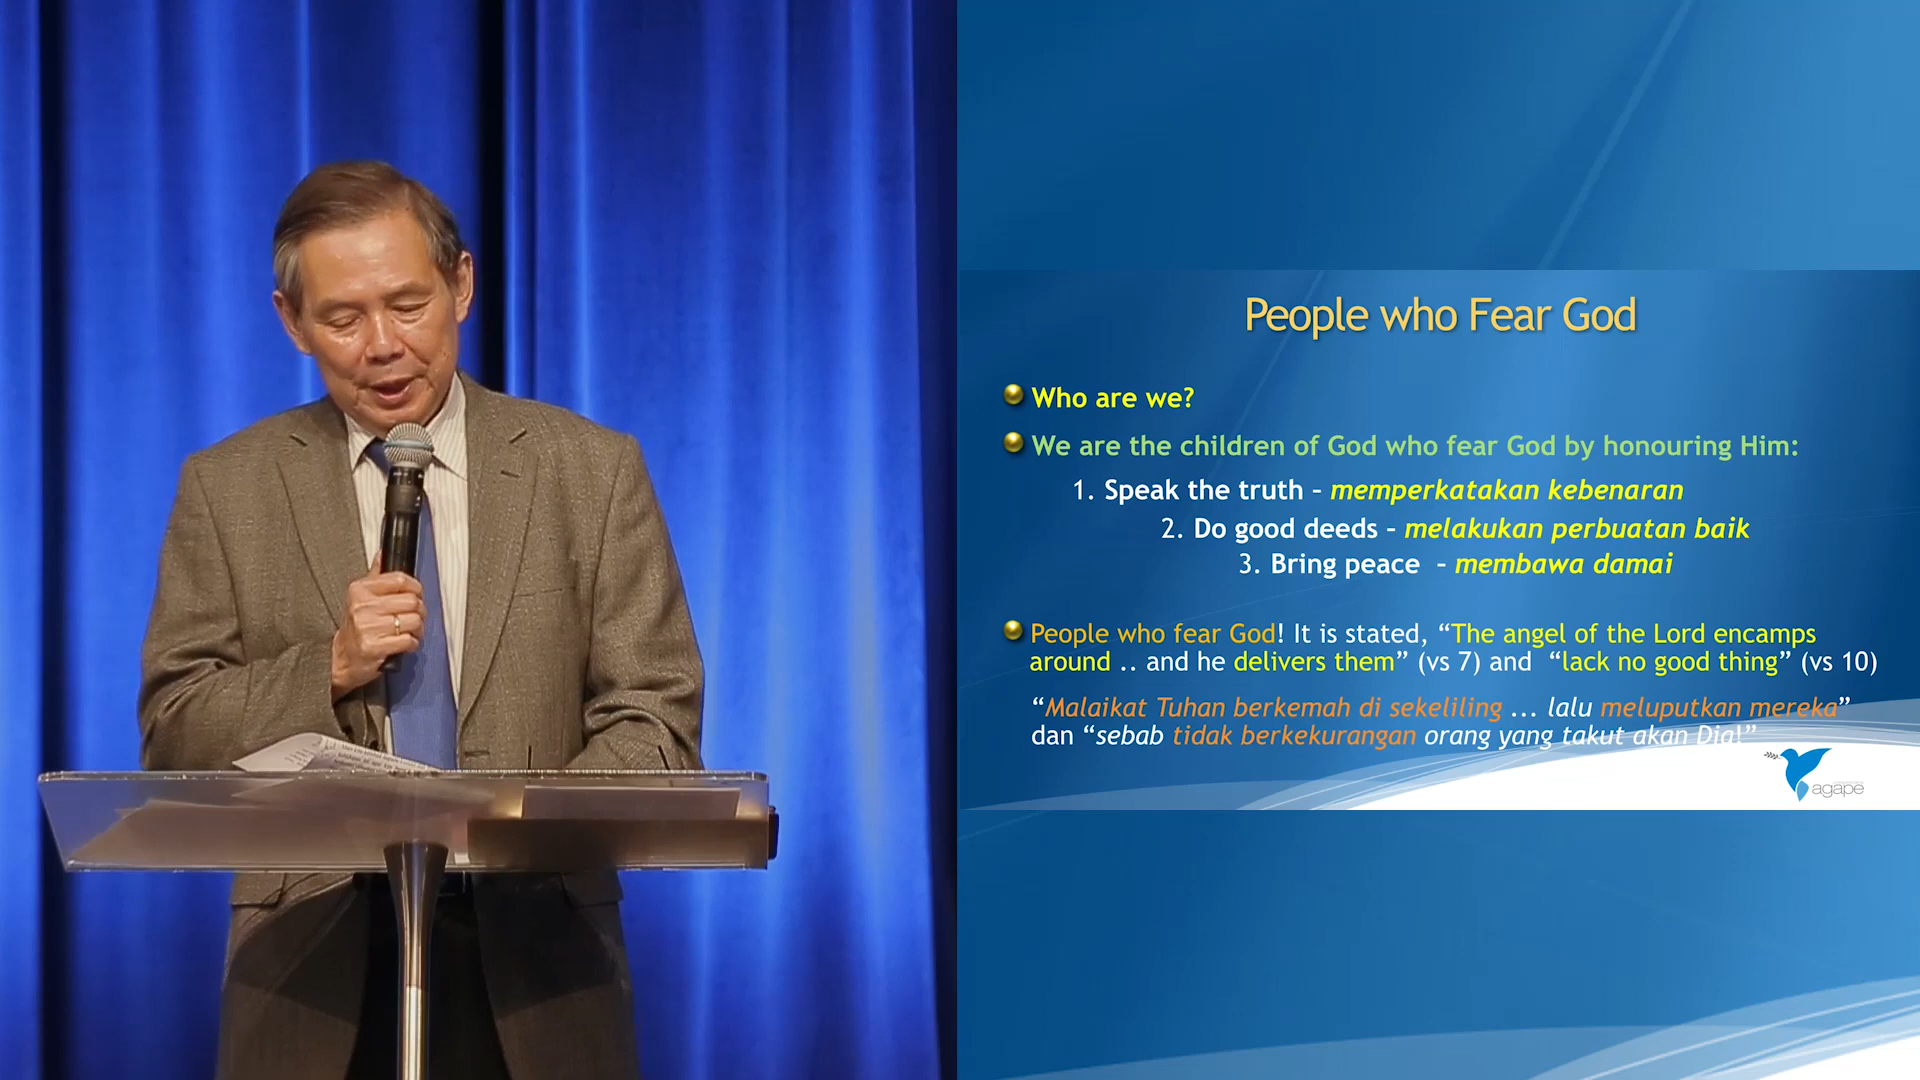 People who Fear God
Who are we?
We are the children of God who fear God by honouring Him:
1. Speak the truth – memperkatakan kebenaran
2. Do good deeds – melakukan perbuatan baik
3. Bring peace – membawa damai
People who fear God! It is stated, “The angel of the Lord encamps
around .. and he delivers them” (vs 7) and “lack no good thing” (vs 10)
“Malaikat Tuhan berkemah di sekeliling ... lalu meluputkan mereka”
dan “sebab tidak berkekurangan orang yang takut akan Dia!”
agape